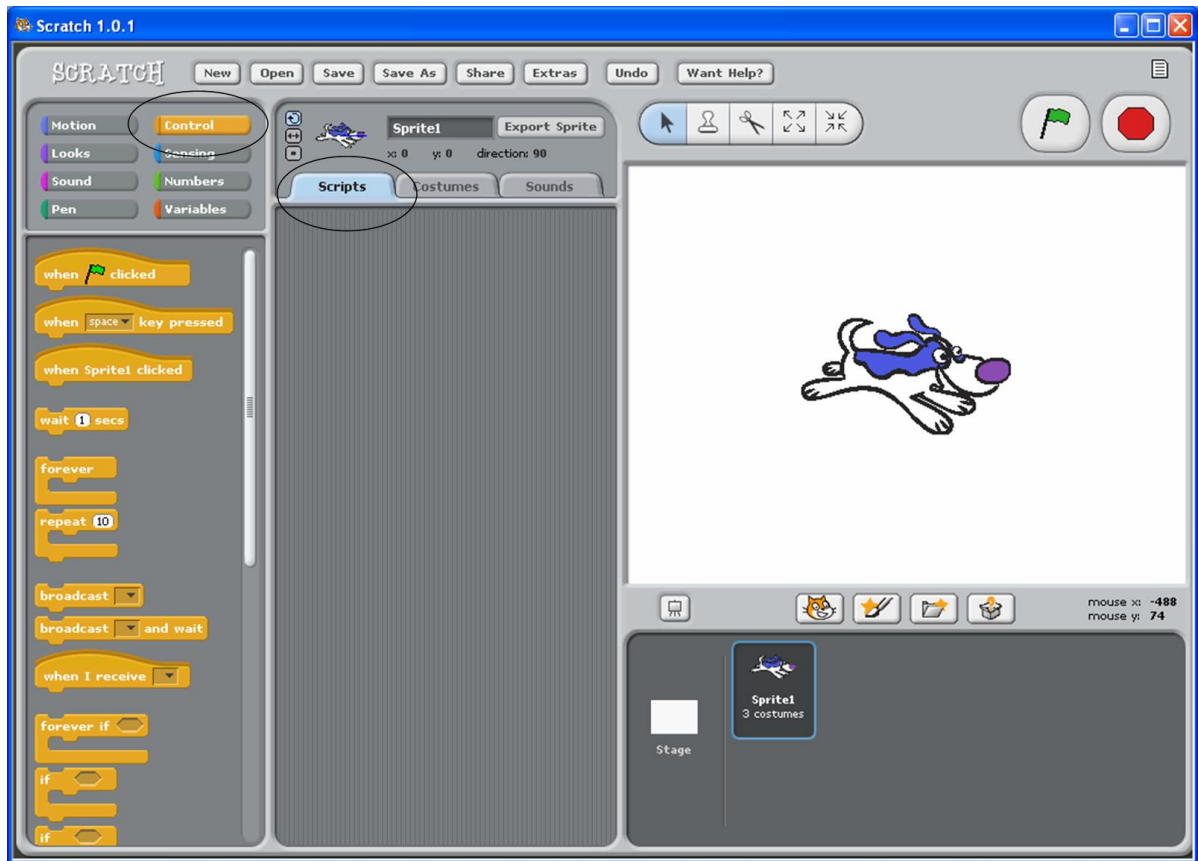 Scratch 1.0.1
SCRATCH New Open Save Save As Share Extras Undo Want Help?
Motion Control
Looks Sensing
Sound Numbers
Pen Variables
Sprite1 Export Sprite
x: 0 y: 0 direction: 90
Scripts Costumes Sounds
when clicked
when space key pressed
when Sprite1 clicked
wait 1 secs
forever
repeat 10
broadcast
broadcast and wait
when I receive
forever if
if
if
mouse x: -488
mouse y: 74
Stage
Sprite1
3 costumes